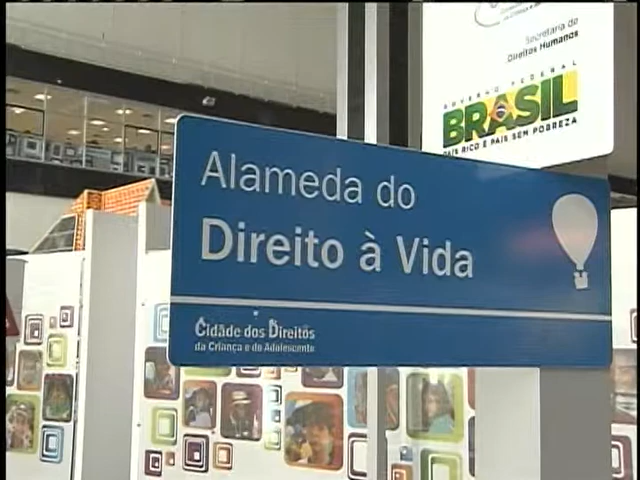 Secretaria de
Direitos Humanos
GOVERNO FEDERAL
BRASIL
PAÍS RICO É PAÍS SEM POBREZA
Alameda do
Direito à Vida
Cidade dos Direitos
da Criança e do Adolescente